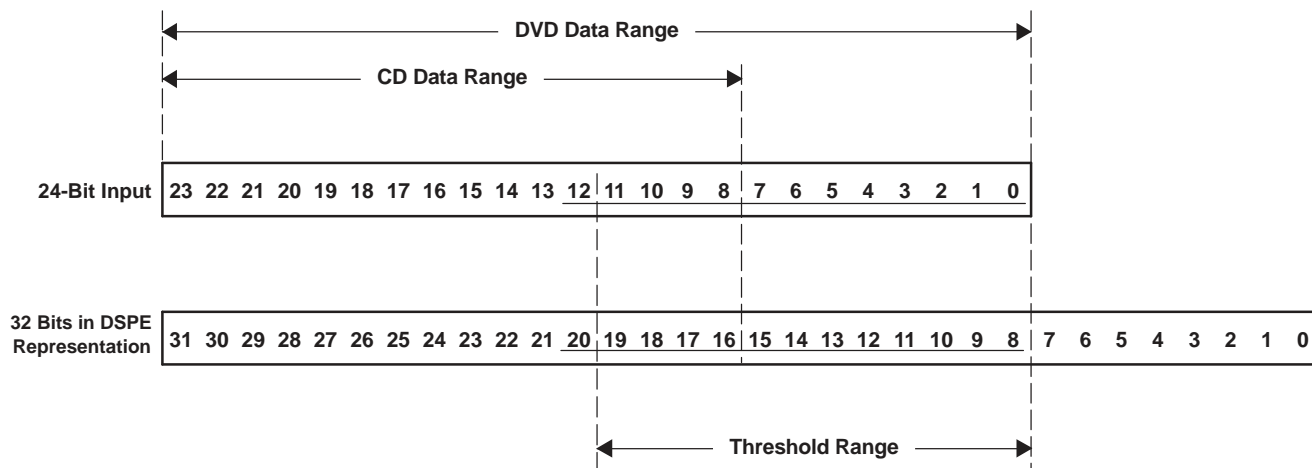 DVD Data Range
CD Data Range
24-Bit Input 23 22 21 20 19 18 17 16 15 14 13 12 11 10 9 8 7 6 5 4 3 2 1 0
32 Bits in DSPE
Representation 31 30 29 28 27 26 25 24 23 22 21 20 19 18 17 16 15 14 13 12 11 10 9 8 7 6 5 4 3 2 1 0
Threshold Range